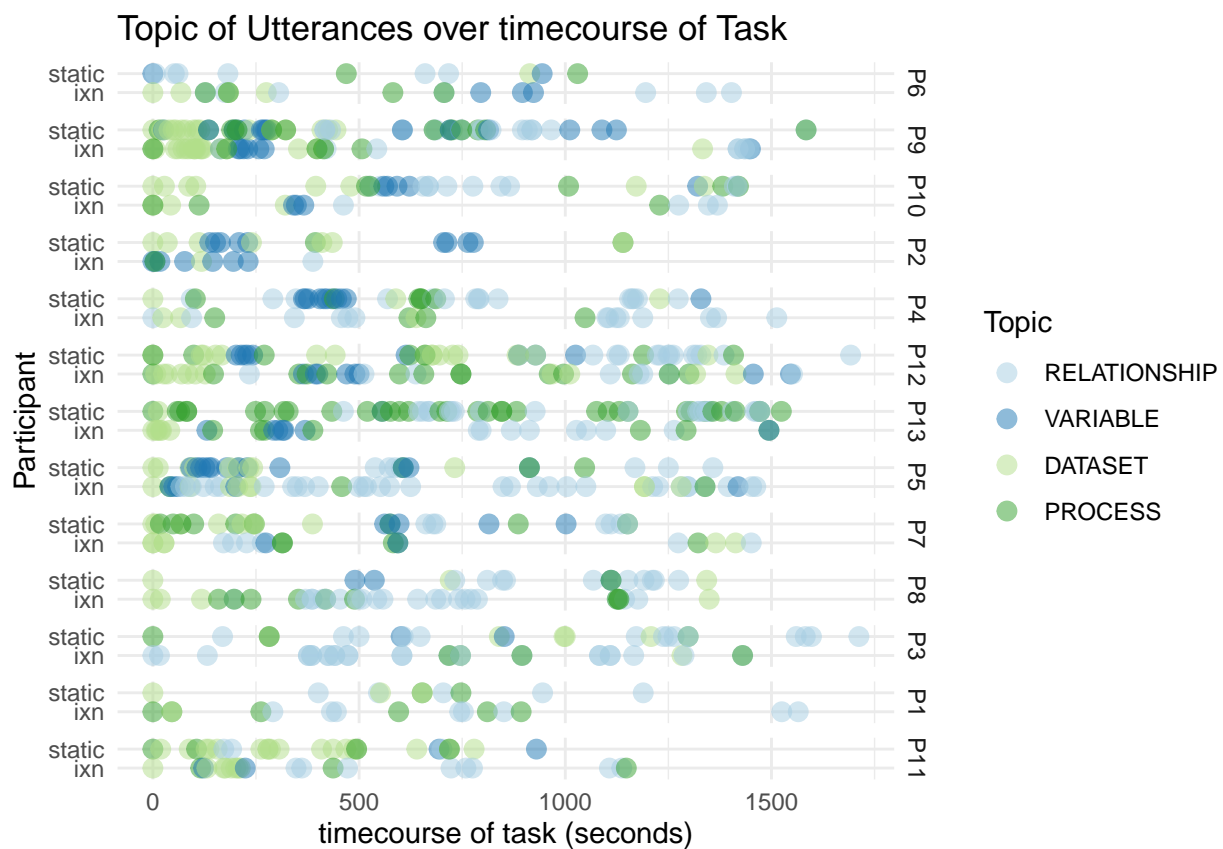 Topic of Utterances over timecourse of Task
static
ixn
P6
static
ixn
P9
static
ixn
P10
static
ixn
P2
static
ixn
P4
static
ixn
P12
static
ixn
P13
static
ixn
P5
static
ixn
P7
static
ixn
P8
static
ixn
P3
static
ixn
P1
static
ixn
P11
Participant
0 500 1000 1500
timecourse of task (seconds)
Topic
RELATIONSHIP
VARIABLE
DATASET
PROCESS